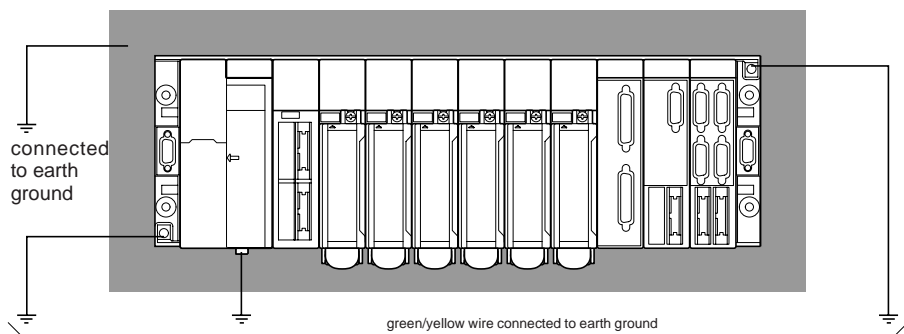 connected
to earth
ground
green/yellow wire connected to earth ground